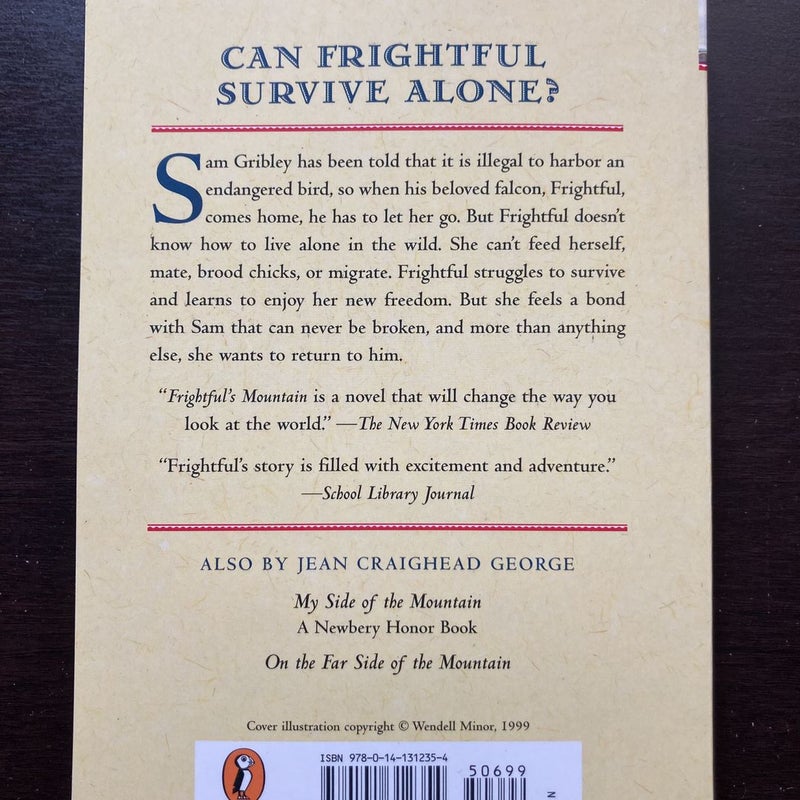 CAN FRIGHTFUL
SURVIVE ALONE?
Sam Gribley has been told that it is illegal to harbor an
endangered bird, so when his beloved falcon, Frightful,
comes home, he has to let her go. But Frightful doesn't
know how to live alone in the wild. She can't feed herself,
mate, brood chicks, or migrate. Frightful struggles to survive
and learns to enjoy her new freedom. But she feels a bond
with Sam that can never be broken, and more than anything
else, she wants to return to him.
“Frightful's Mountain is a novel that will change the way you
look at the world.” —The New York Times Book Review
“Frightful's story is filled with excitement and adventure.”
—School Library Journal
ALSO BY JEAN CRAIGHEAD GEORGE
My Side of the Mountain
A Newbery Honor Book
On the Far Side of the Mountain
Cover illustration copyright © Wendell Minor, 1999
ISBN 978-0-14-131235-4
50699
N